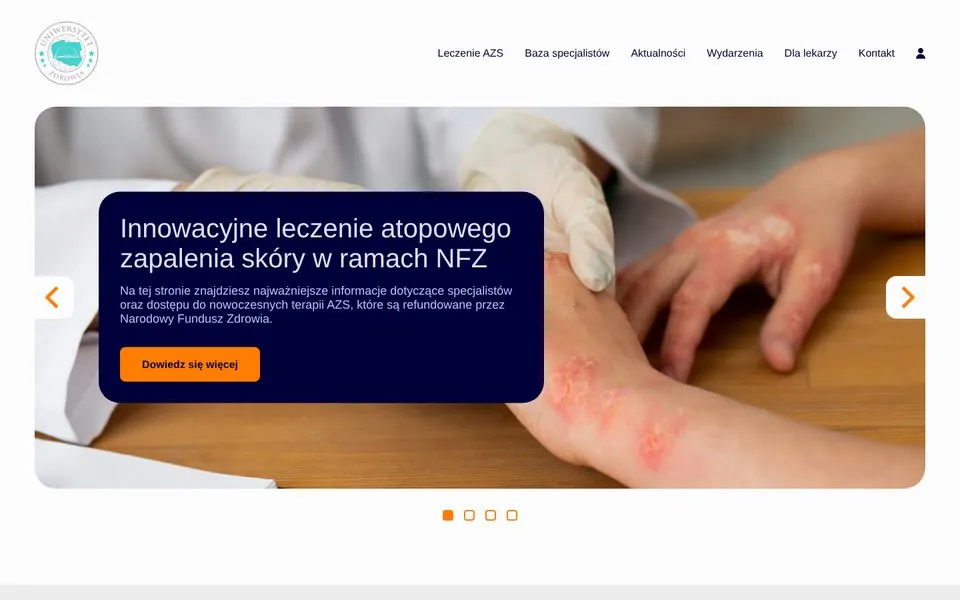 UNIWERSYTET
ZDROWIA
Leczenie AZS
Baza specjalistów
Aktualności
Wydarzenia
Dla lekarzy
Kontakt
Innowacyjne leczenie atopowego
zapalenia skóry w ramach NFZ
Na tej stronie znajdziesz najważniejsze informacje dotyczące specjalistów
oraz dostępu do nowoczesnych terapii AZS, które są refundowane przez
Narodowy Fundusz Zdrowia.
Dowiedz się więcej